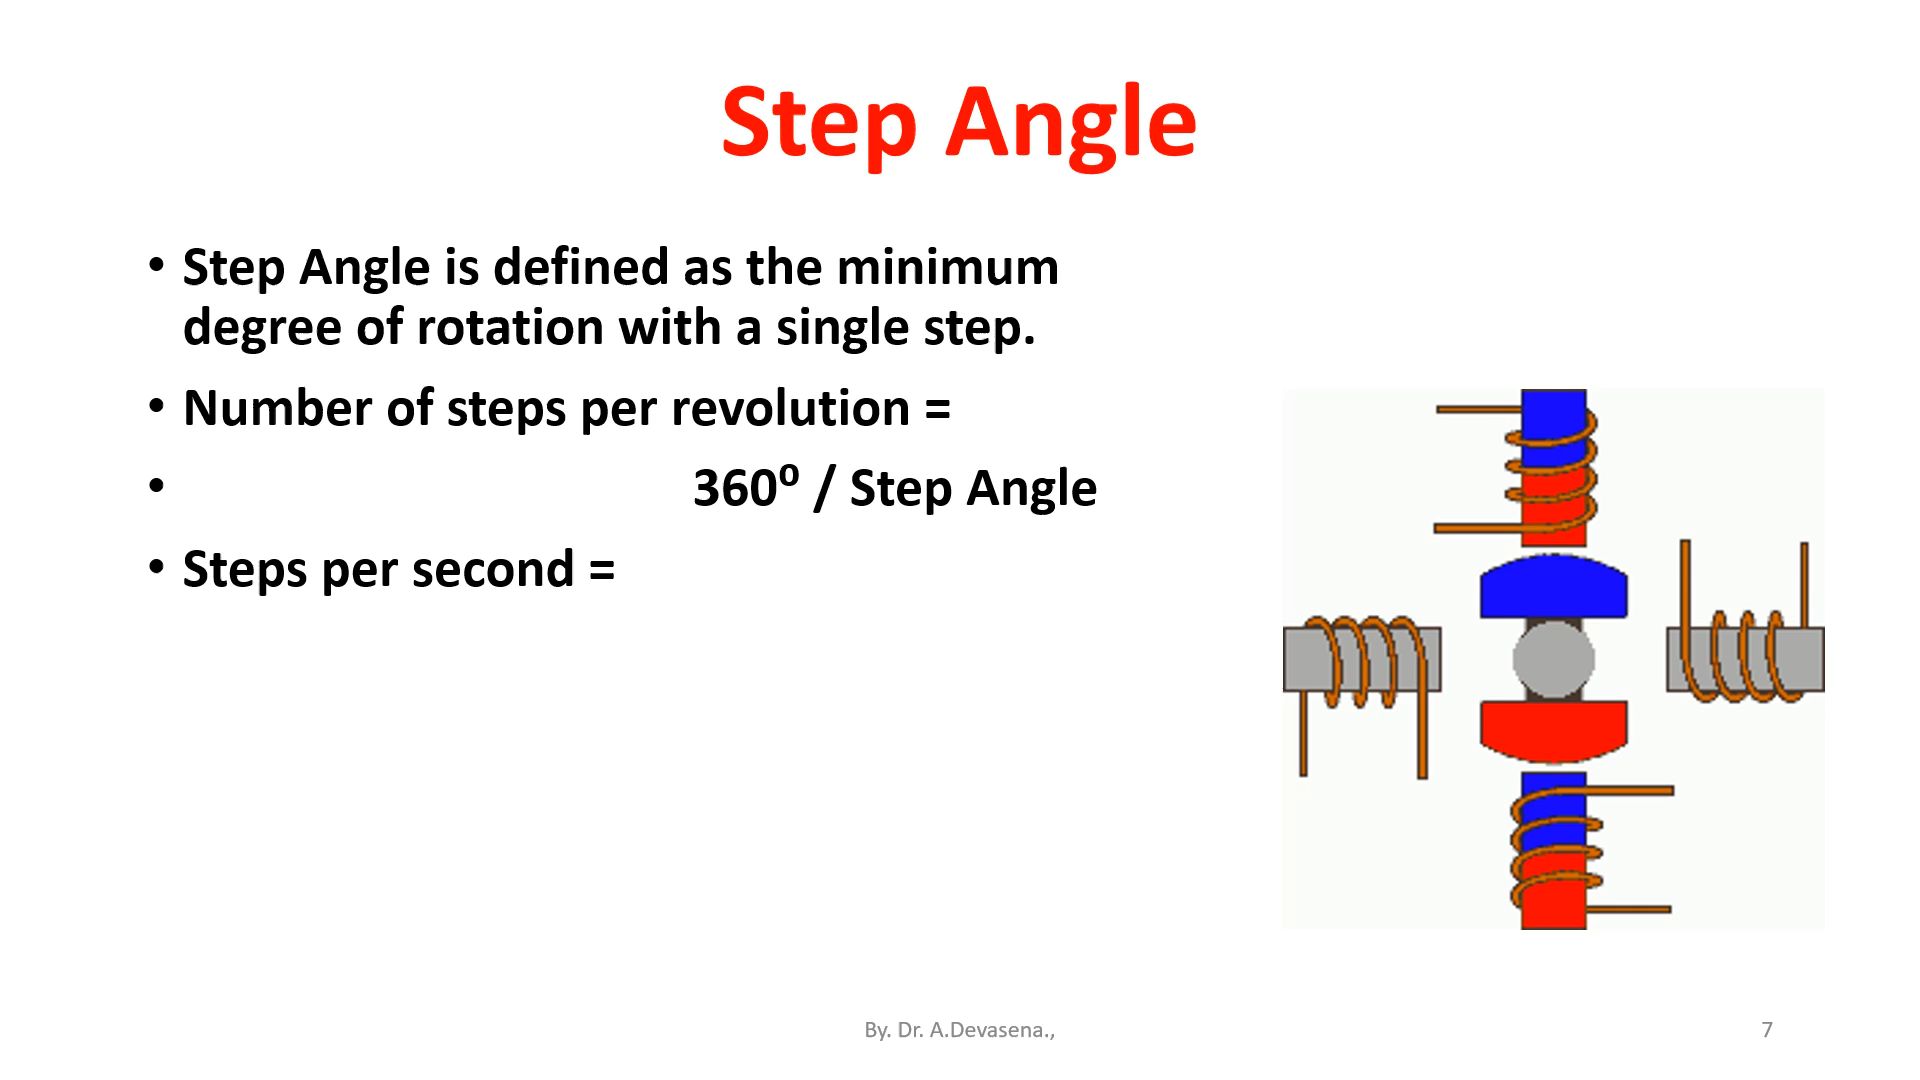 Step Angle
• Step Angle is defined as the minimum
degree of rotation with a single step.
• Number of steps per revolution =
• 360⁰ / Step Angle
• Steps per second =
By. Dr. A.Devasena.,
7